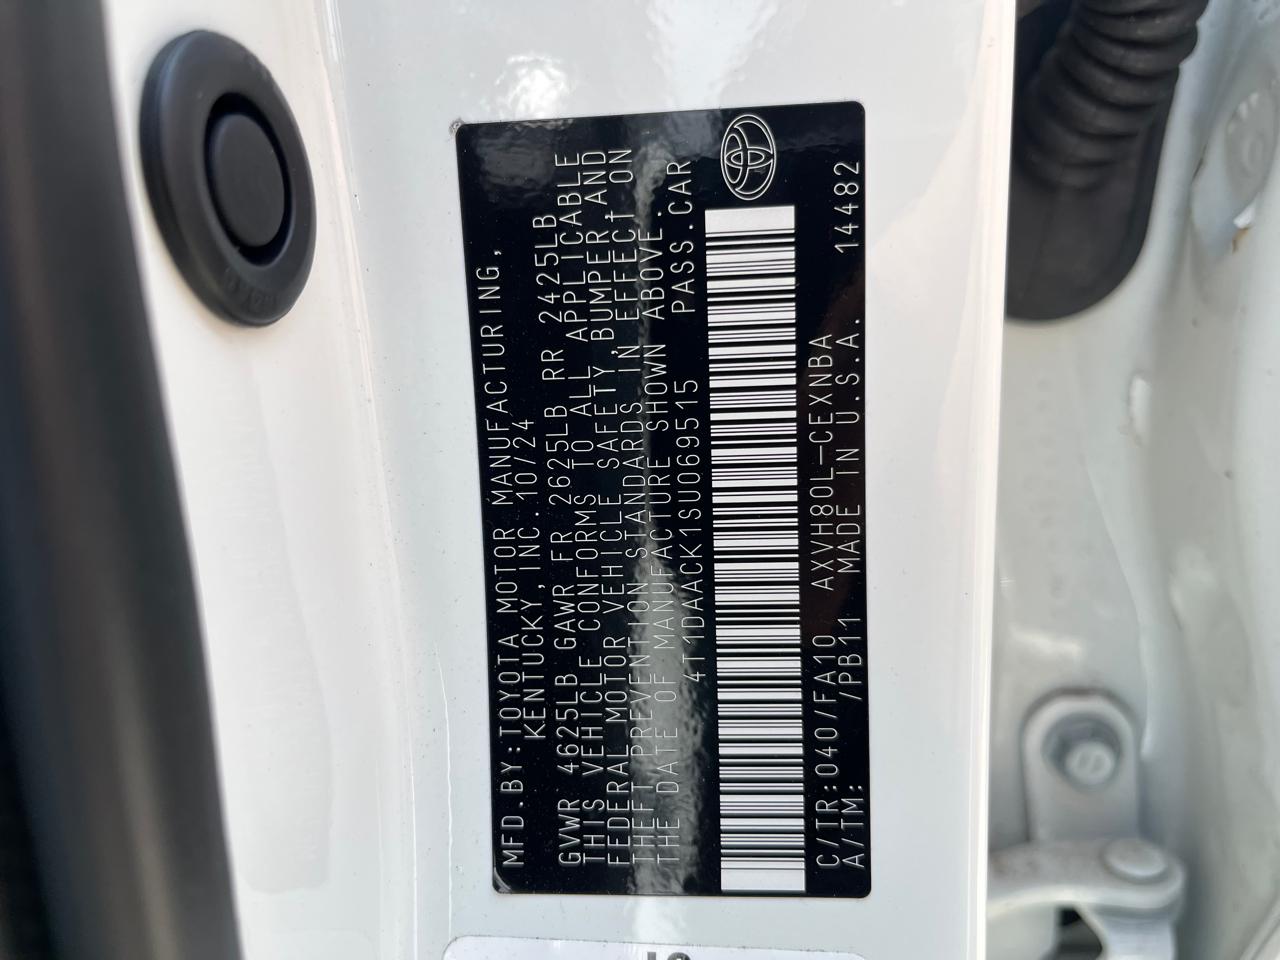 MFD.BY:TOYOTA MOTOR MANUFACTURING,
KENTUCKY, INC.10/24
GVWR 4625LB GAWR FR 2625LB RR 2425LB
THIS VEHICLE CONFORMS TO ALL APPLICABLE
FEDERAL MOTOR VEHICLE SAFETY,BUMPER,AND
THEFT PREVENTION STANDARDS IN EFFECT ON
THE DATE OF MANUFACTURE SHOWN ABOVE.
4T1DAACK1SU069515 PASS.CAR
C/TR:040/FA10 AXVH80L-CEXNBA 14482
A/TM: /PB11 MADE IN U.S.A.